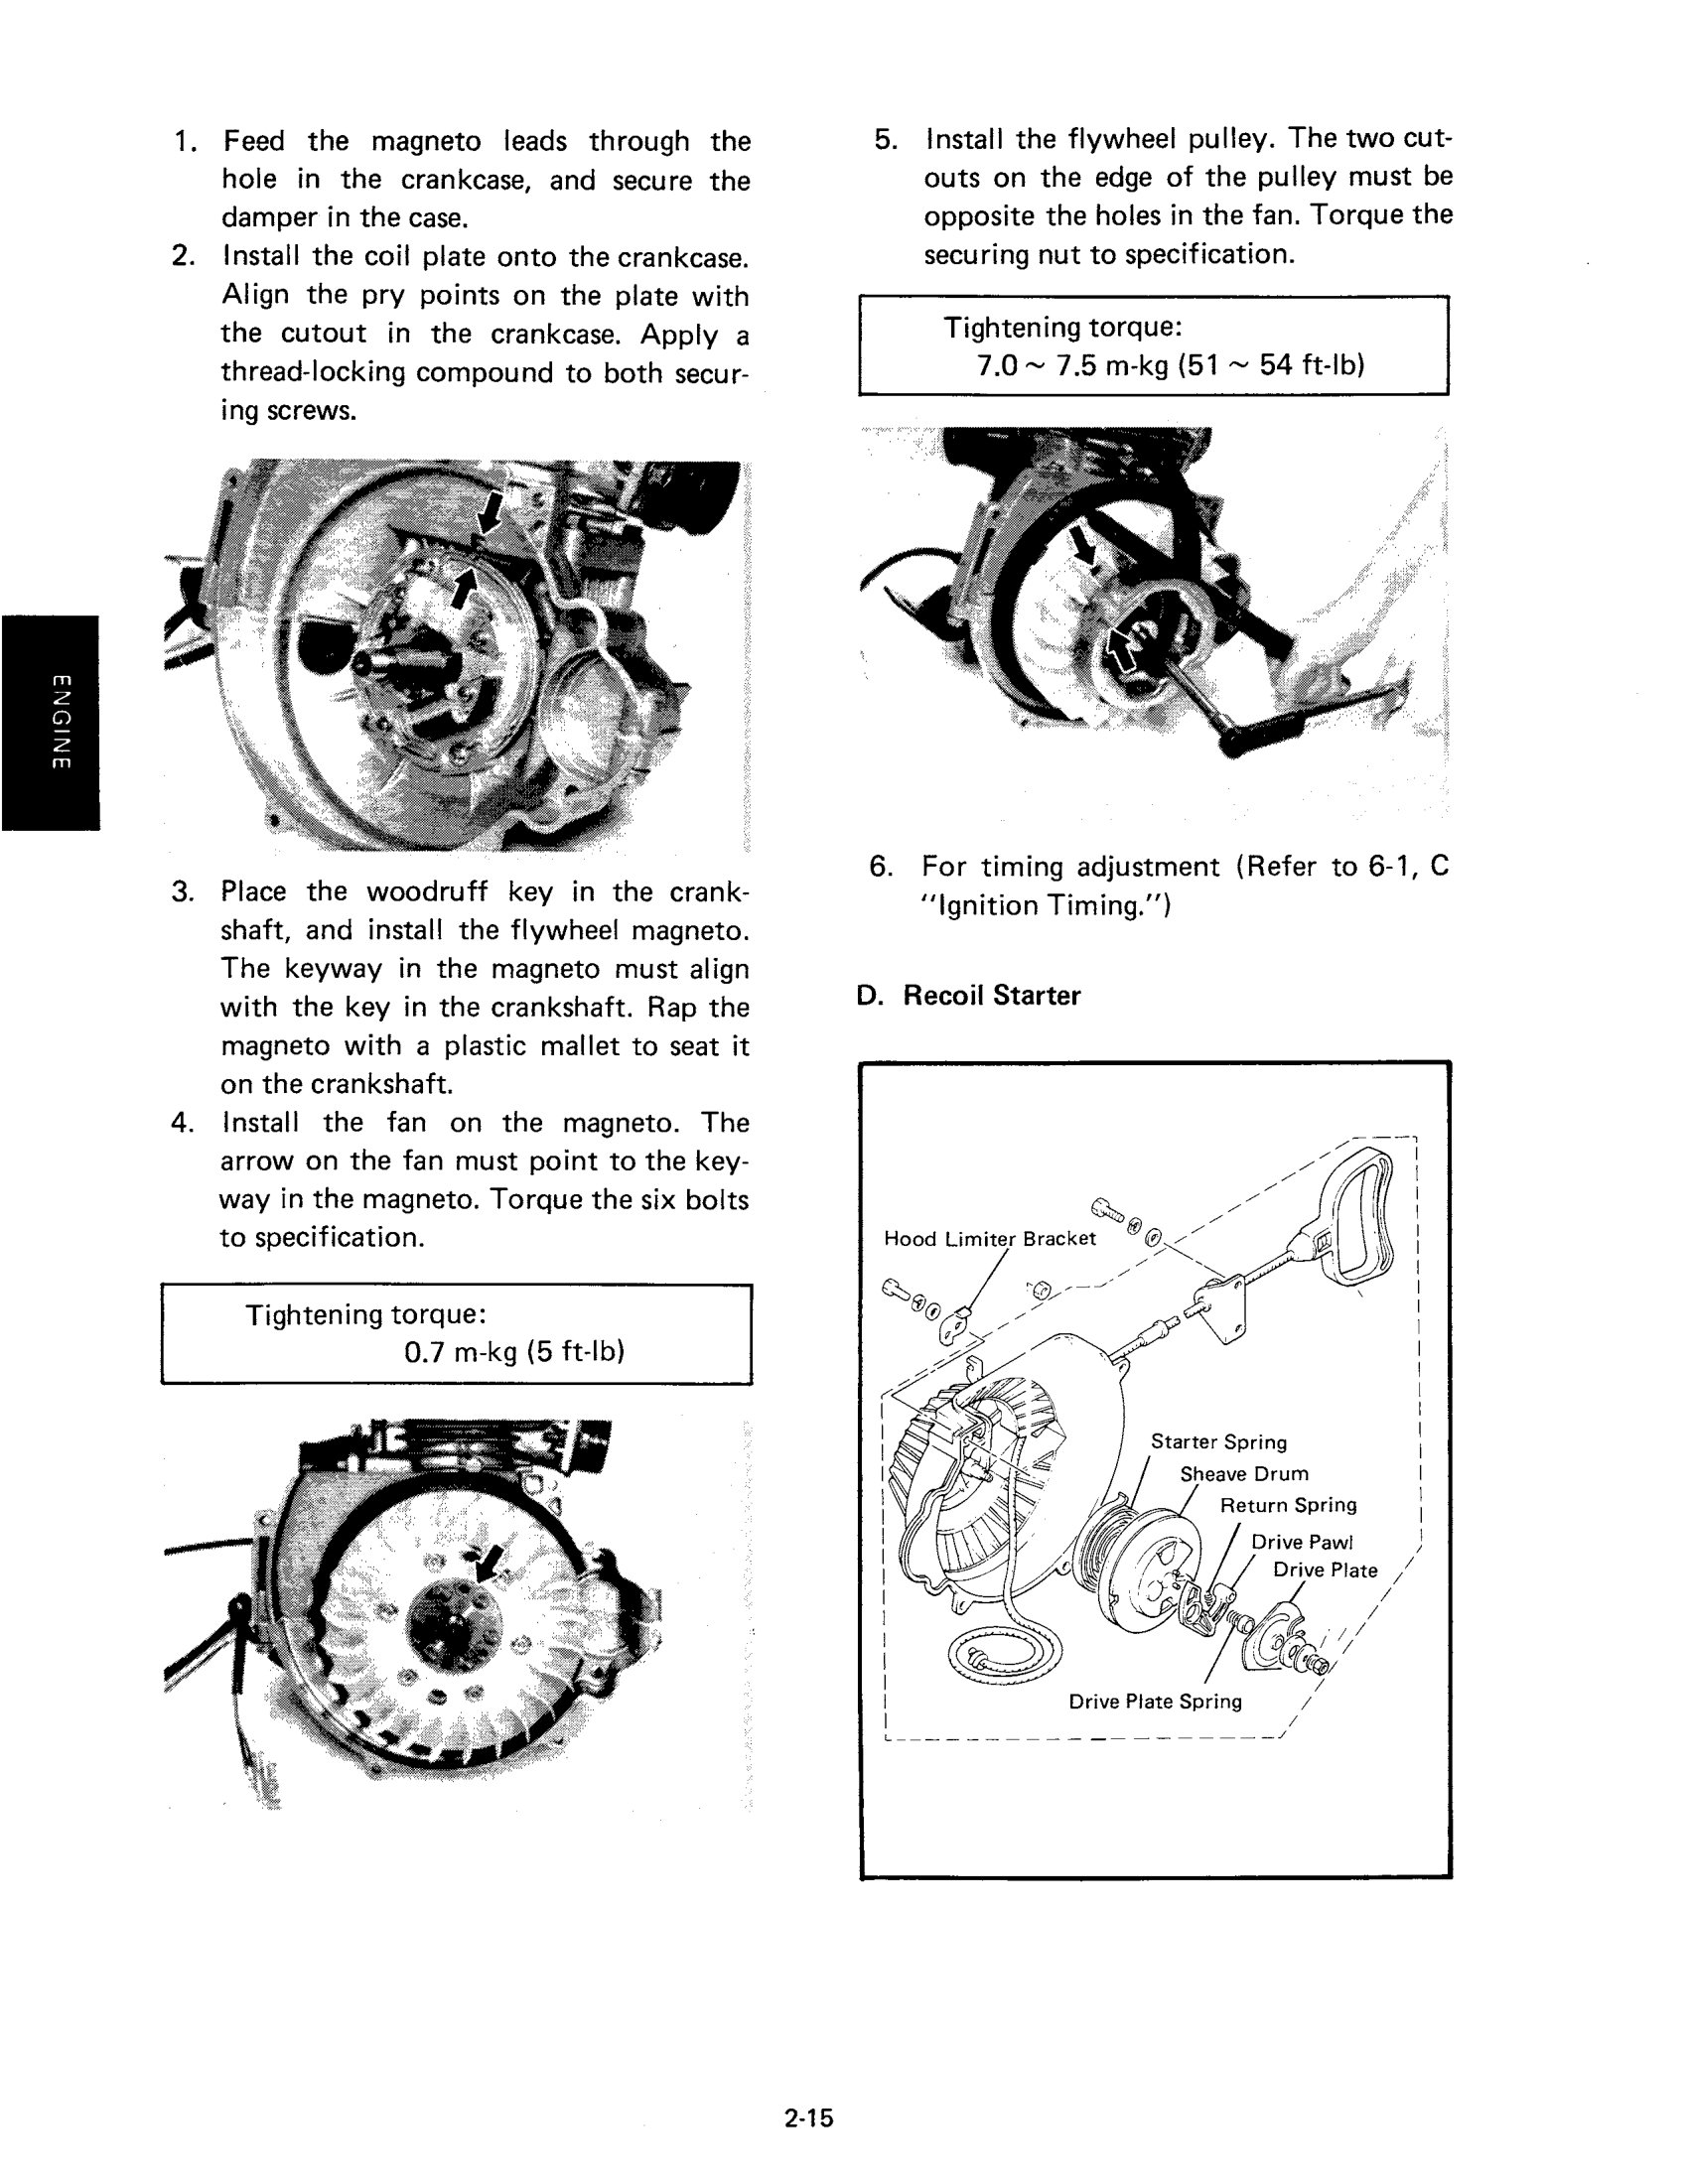 1. Feed the magneto leads through the
hole in the crankcase, and secure the
damper in the case.
2. Install the coil plate onto the crankcase.
Align the pry points on the plate with
the cutout in the crankcase. Apply a
thread-locking compound to both secur-
ing screws.
ENGINE
3. Place the woodruff key in the crank-
shaft, and install the flywheel magneto.
The keyway in the magneto must align
with the key in the crankshaft. Rap the
magneto with a plastic mallet to seat it
on the crankshaft.
4. Install the fan on the magneto. The
arrow on the fan must point to the key-
way in the magneto. Torque the six bolts
to specification.
Tightening torque:
0.7 m-kg (5 ft-lb)
5. Install the flywheel pulley. The two cut-
outs on the edge of the pulley must be
opposite the holes in the fan. Torque the
securing nut to specification.
Tightening torque:
7.0 ~ 7.5 m-kg (51 ~ 54 ft-lb)
6. For timing adjustment (Refer to 6-1, C
"Ignition Timing.")
D. Recoil Starter
Hood Limiter Bracket
Starter Spring
Sheave Drum
Return Spring
Drive Pawl
Drive Plate
Drive Plate Spring
2-15